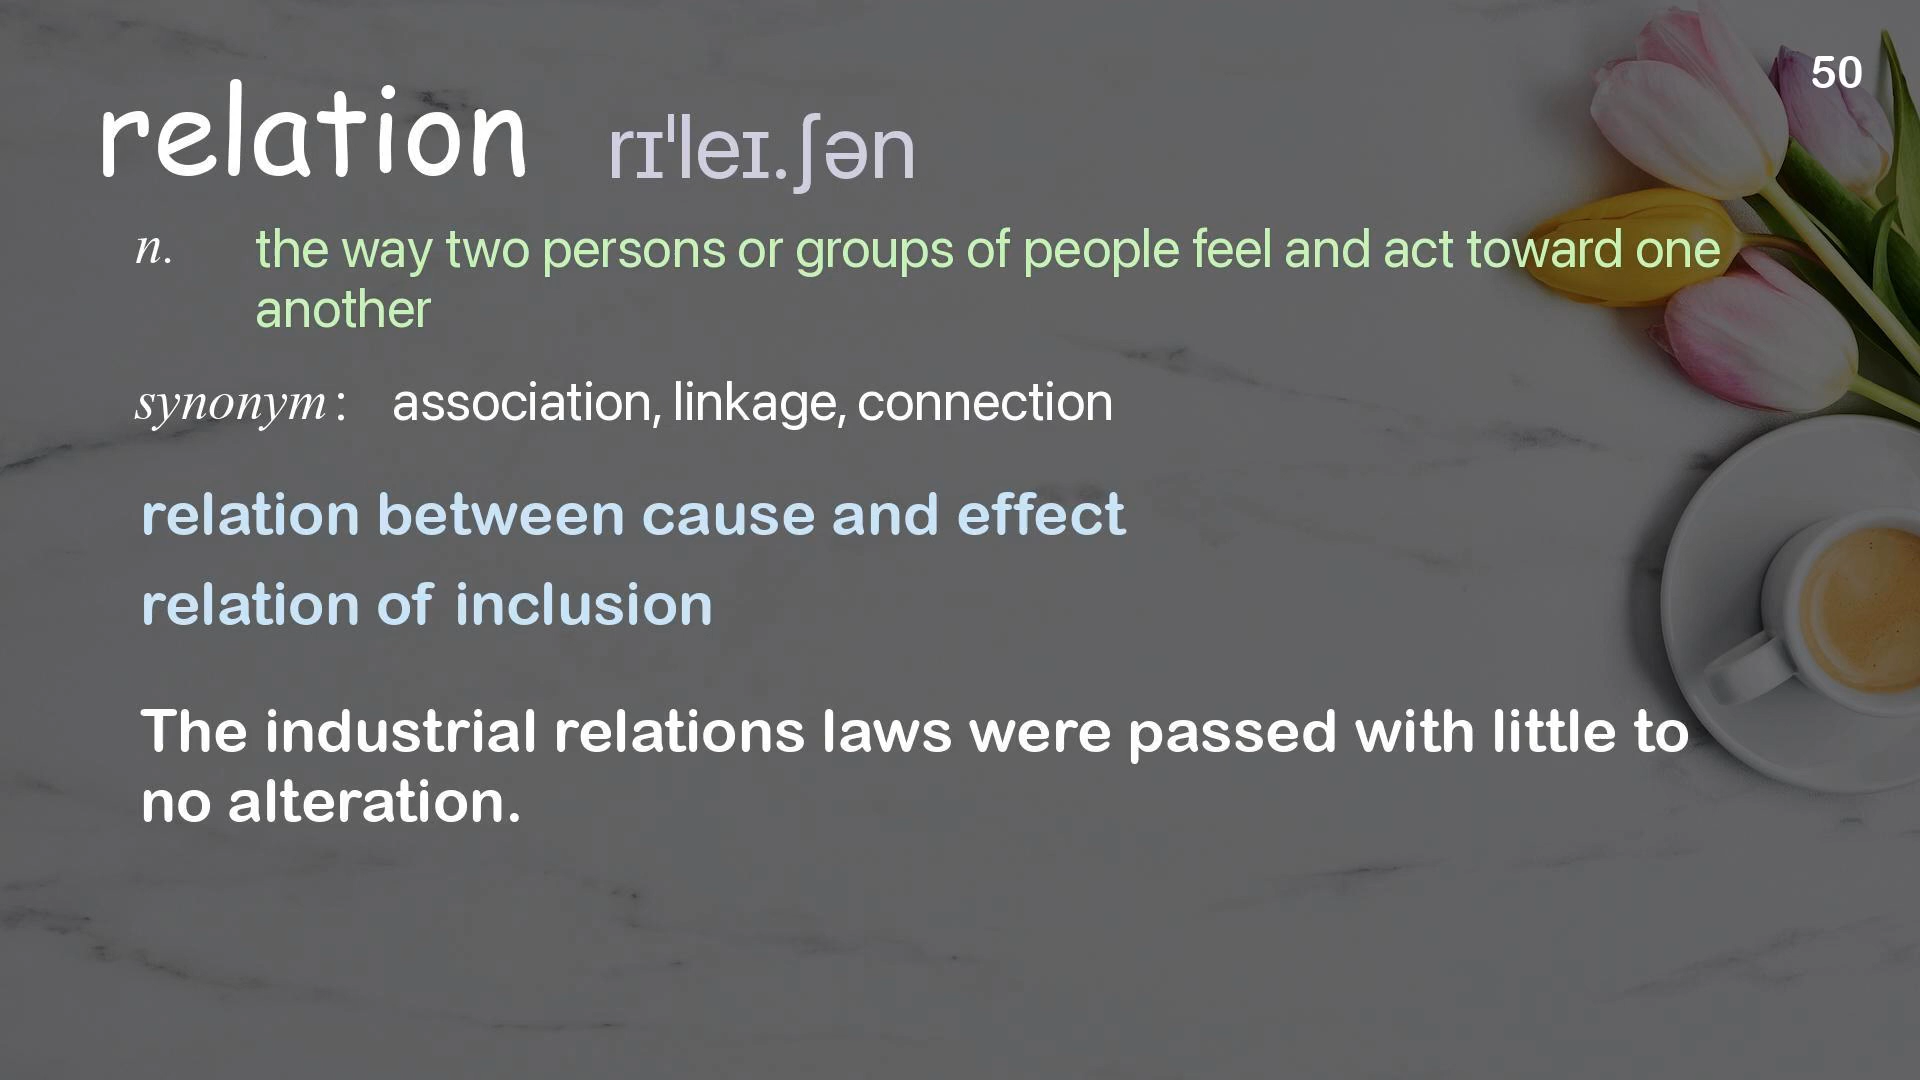 50
relation rɪˈleɪ.ʃən
n. the way two persons or groups of people feel and act toward one
another
synonym: association, linkage, connection
relation between cause and effect
relation of inclusion
The industrial relations laws were passed with little to
no alteration.